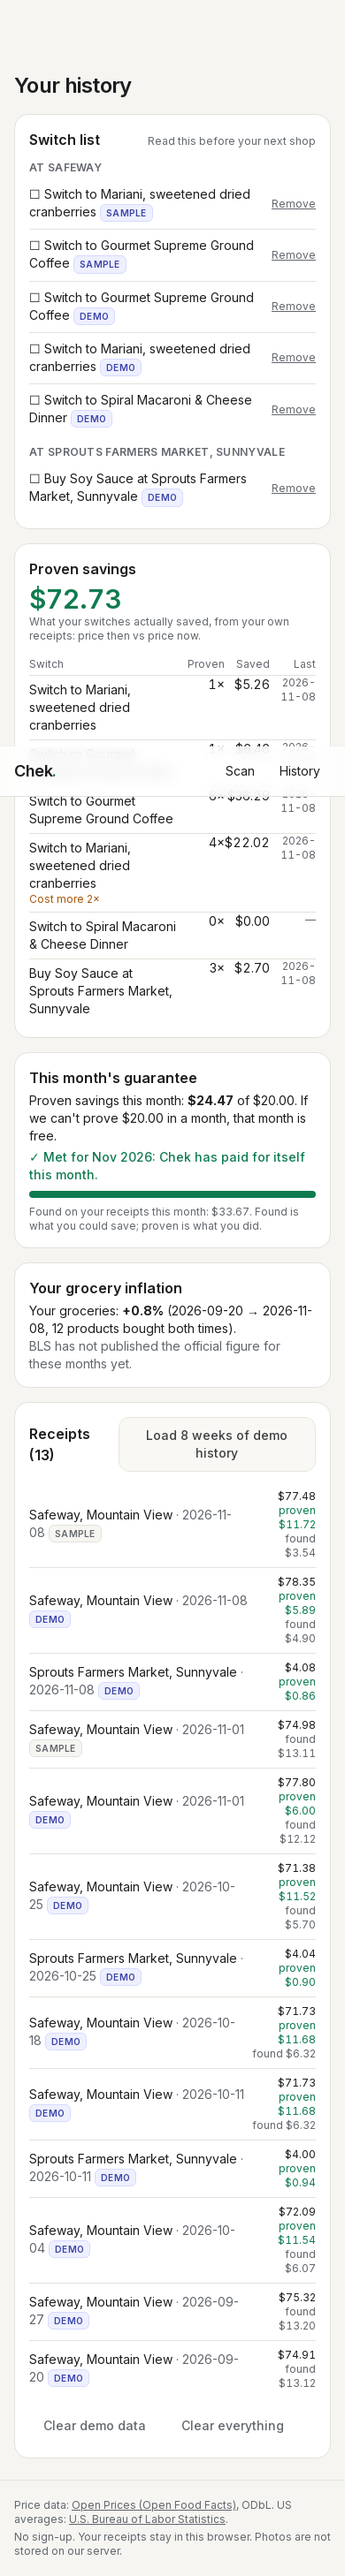 Your history
Switch list
Read this before your next shop
AT SAFEWAY
☐ Switch to Mariani, sweetened dried
cranberries SAMPLE
Remove
☐ Switch to Gourmet Supreme Ground
Coffee SAMPLE
Remove
☐ Switch to Gourmet Supreme Ground
Coffee DEMO
Remove
☐ Switch to Mariani, sweetened dried
cranberries DEMO
Remove
☐ Switch to Spiral Macaroni & Cheese
Dinner DEMO
Remove
AT SPROUTS FARMERS MARKET, SUNNYVALE
☐ Buy Soy Sauce at Sprouts Farmers
Market, Sunnyvale DEMO
Remove
Proven savings
$72.73
What your switches actually saved, from your own
receipts: price then vs price now.
Switch Proven Saved Last
Switch to Mariani,
sweetened dried
cranberries
1× $5.26 2026-
11-08
Chek.
Scan
History
Switch to Gourmet
Supreme Ground Coffee
11-08
Switch to Mariani,
sweetened dried
cranberries
Cost more 2×
4× $22.02 2026-
11-08
Switch to Spiral Macaroni
& Cheese Dinner
0× $0.00 —
Buy Soy Sauce at
Sprouts Farmers Market,
Sunnyvale
3× $2.70 2026-
11-08
This month's guarantee
Proven savings this month: $24.47 of $20.00. If
we can't prove $20.00 in a month, that month is
free.
✓ Met for Nov 2026: Chek has paid for itself
this month.
Found on your receipts this month: $33.67. Found is
what you could save; proven is what you did.
Your grocery inflation
Your groceries: +0.8% (2026-09-20 → 2026-11-
08, 12 products bought both times).
BLS has not published the official figure for
these months yet.
Receipts
(13)
Load 8 weeks of demo
history
Safeway, Mountain View · 2026-11-
08 SAMPLE
$77.48
proven
$11.72
found
$3.54
Safeway, Mountain View · 2026-11-08
DEMO
$78.35
proven
$5.89
found
$4.90
Sprouts Farmers Market, Sunnyvale ·
2026-11-08 DEMO
$4.08
proven
$0.86
Safeway, Mountain View · 2026-11-01
SAMPLE
$74.98
found
$13.11
Safeway, Mountain View · 2026-11-01
DEMO
$77.80
proven
$6.00
found
$12.12
Safeway, Mountain View · 2026-10-
25 DEMO
$71.38
proven
$11.52
found
$5.70
Sprouts Farmers Market, Sunnyvale ·
2026-10-25 DEMO
$4.04
proven
$0.90
Safeway, Mountain View · 2026-10-
18 DEMO
$71.73
proven
$11.68
found $6.32
Safeway, Mountain View · 2026-10-11
DEMO
$71.73
proven
$11.68
found $6.32
Sprouts Farmers Market, Sunnyvale ·
2026-10-11 DEMO
$4.00
proven
$0.94
Safeway, Mountain View · 2026-10-
04 DEMO
$72.09
proven
$11.54
found
$6.07
Safeway, Mountain View · 2026-09-
27 DEMO
$75.32
found
$13.20
Safeway, Mountain View · 2026-09-
20 DEMO
$74.91
found
$13.12
Clear demo data
Clear everything
Price data: Open Prices (Open Food Facts), ODbL. US
averages: U.S. Bureau of Labor Statistics.
No sign-up. Your receipts stay in this browser. Photos are not
stored on our server.